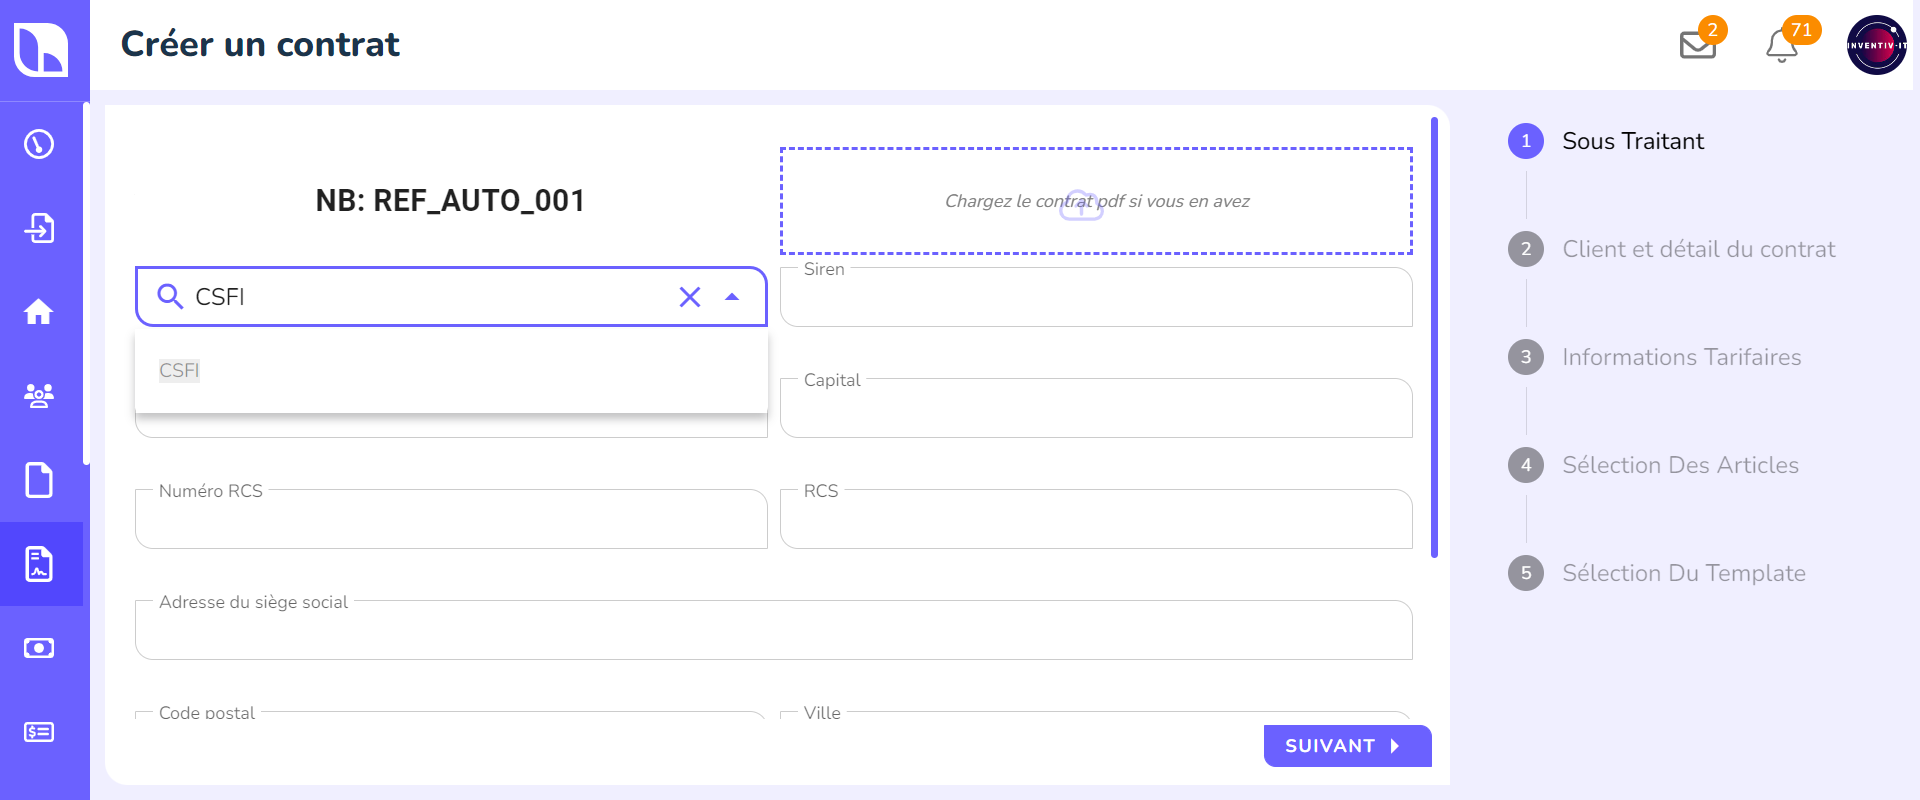 Créer un contrat
2
71
INVENTIV-IT
NB: REF_AUTO_001
Chargez le contrat pdf si vous en avez
CSFI
Siren
CSFI
Capital
Numéro RCS
RCS
Adresse du siège social
Code postal
Ville
SUIVANT
1 Sous Traitant
2 Client et détail du contrat
3 Informations Tarifaires
4 Sélection Des Articles
5 Sélection Du Template